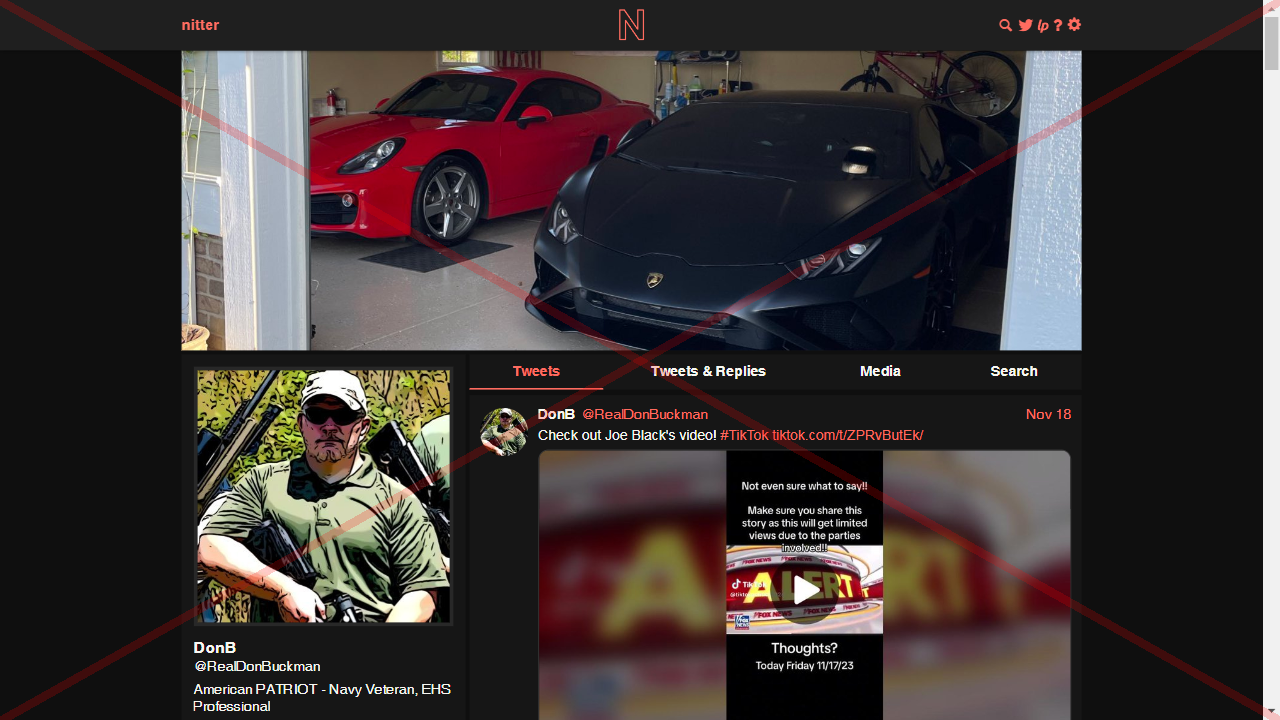 nitter
N
lp ?
Tweets
Tweets & Replies
Media
Search
DonB @RealDonBuckman
Nov 18
Check out Joe Black's video! #TikTok tiktok.com/t/ZPRvButEk/
Not even sure what to say!!
Make sure you share this
story as this will get limited
views due to the parties
involved!!
ALERT
FOX NEWS
Thoughts?
Today Friday 11/17/23
DonB
@RealDonBuckman
American PATRIOT - Navy Veteran, EHS
Professional